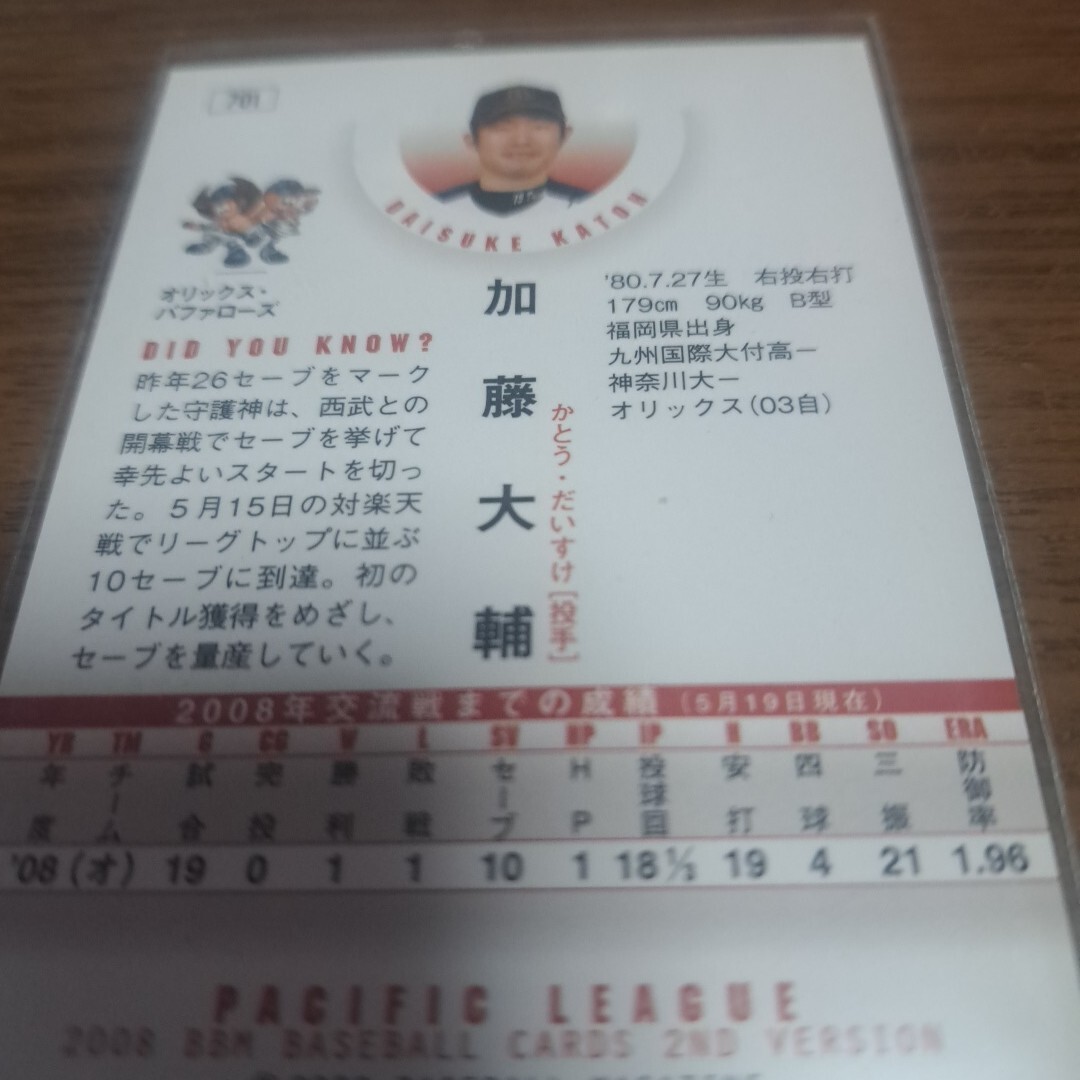 701
DAISUKE KATOH
オリックス・
バファローズ
加藤大輔
かとう・だいすけ[投手]
'80.7.27生 右投右打
179cm 90kg B型
福岡県出身
九州国際大付高ー
神奈川大ー
オリックス(03自)
DID YOU KNOW?
昨年26セーブをマーク
した守護神は、西武との
開幕戦でセーブを挙げて
幸先よいスタートを切っ
た。5月15日の対楽天
戦でリーグトップに並ぶ
10セーブに到達。初の
タイトル獲得をめざし、
セーブを量産していく。
2008年交流戦までの成績(5月19日現在)
YR TM G CG W L SV HP IP H BB SO ERA
年度 チーム 試合 完投 勝利 敗戦 セーブ HP 投球回 安打 四球 三振 防御率
'08(オ) 19 0 1 1 10 1 18⅓ 19 4 21 1.96
PACIFIC LEAGUE
2008 BBM BASEBALL CARDS 2ND VERSION